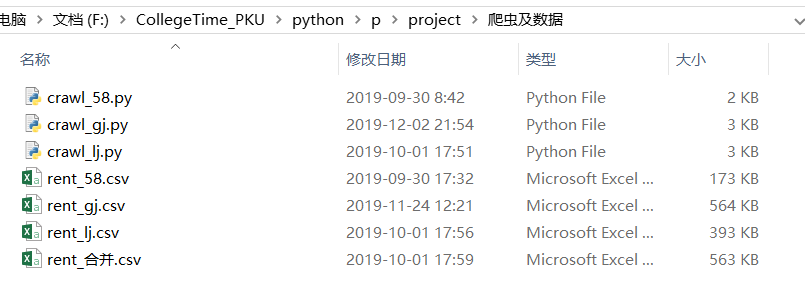 电脑 > 文档 (F:) > CollegeTime_PKU > python > p > project > 爬虫及数据
名称 修改日期 类型 大小
crawl_58.py 2019-09-30 8:42 Python File 2 KB
crawl_gj.py 2019-12-02 21:54 Python File 3 KB
crawl_lj.py 2019-10-01 17:51 Python File 3 KB
rent_58.csv 2019-09-30 17:32 Microsoft Excel ... 173 KB
rent_gj.csv 2019-11-24 12:21 Microsoft Excel ... 564 KB
rent_lj.csv 2019-10-01 17:56 Microsoft Excel ... 393 KB
rent_合并.csv 2019-10-01 17:59 Microsoft Excel ... 563 KB